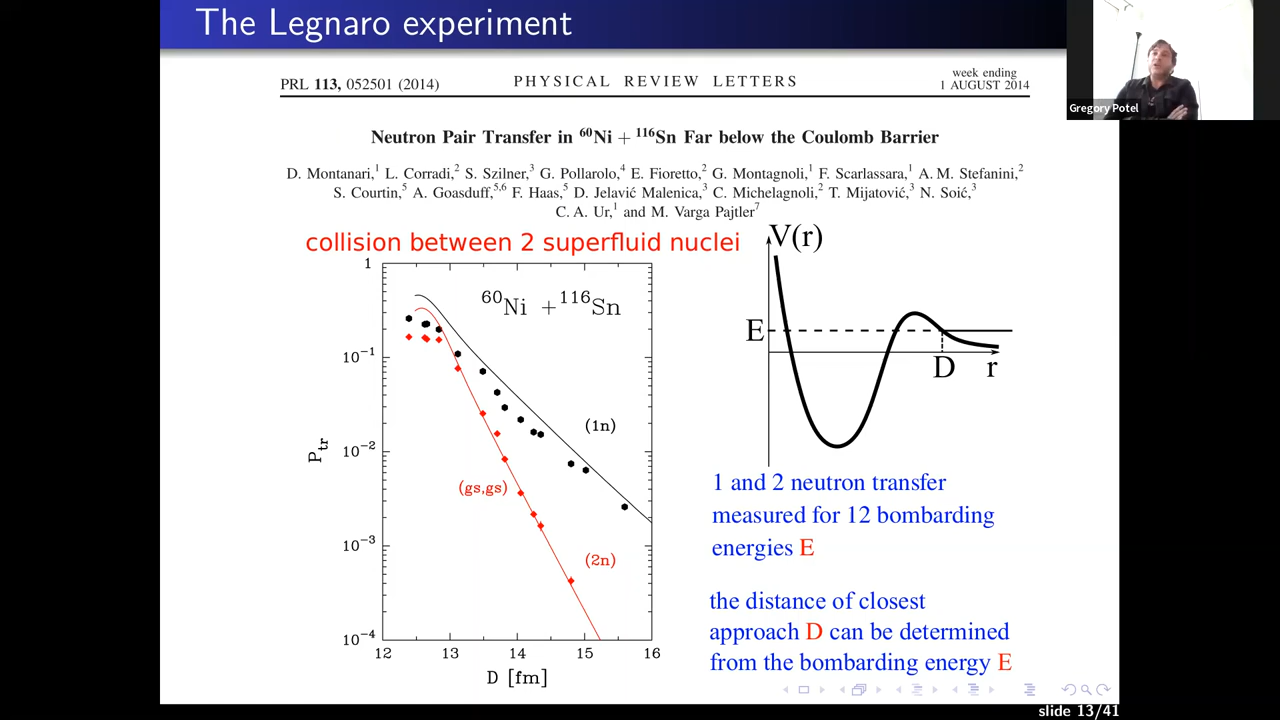 The Legnaro experiment
Gregory Potel
PRL 113, 052501 (2014)
PHYSICAL REVIEW LETTERS
week ending
1 AUGUST 2014
Neutron Pair Transfer in ⁶⁰Ni + ¹¹⁶Sn Far below the Coulomb Barrier
D. Montanari,¹ L. Corradi,² S. Szilner,³ G. Pollarolo,⁴ E. Fioretto,² G. Montagnoli,¹ F. Scarlassara,¹ A. M. Stefanini,²
S. Courtin,⁵ A. Goasduff,⁵,⁶ F. Haas,⁵ D. Jelavić Malenica,³ C. Michelagnoli,² T. Mijatović,³ N. Soić,³
C. A. Ur,¹ and M. Varga Pajtler⁷
collision between 2 superfluid nuclei
1
10⁻¹
10⁻²
10⁻³
10⁻⁴
Ptr
⁶⁰Ni +¹¹⁶Sn
(1n)
(gs,gs)
(2n)
12 13 14 15 16
D [fm]
V(r)
E
D
r
1 and 2 neutron transfer
measured for 12 bombarding
energies E
the distance of closest
approach D can be determined
from the bombarding energy E
slide 13/41